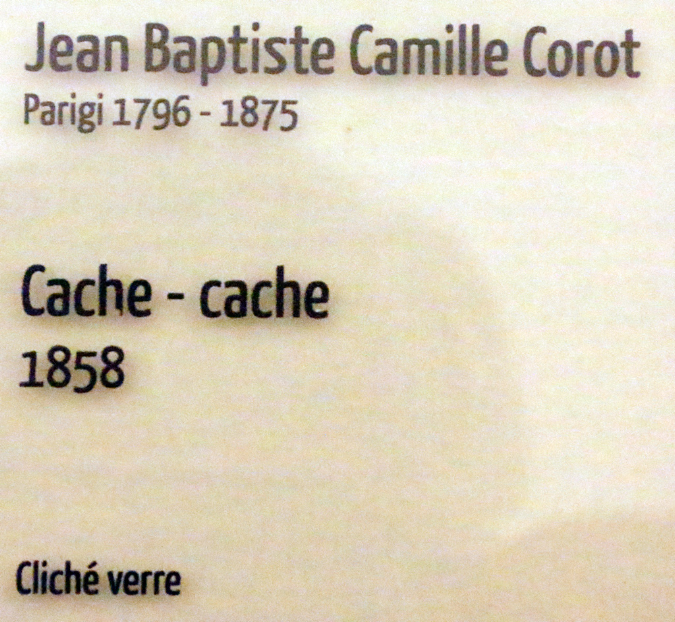 Jean Baptiste Camille Corot
Parigi 1796 - 1875
Cache - cache
1858
Cliché verre